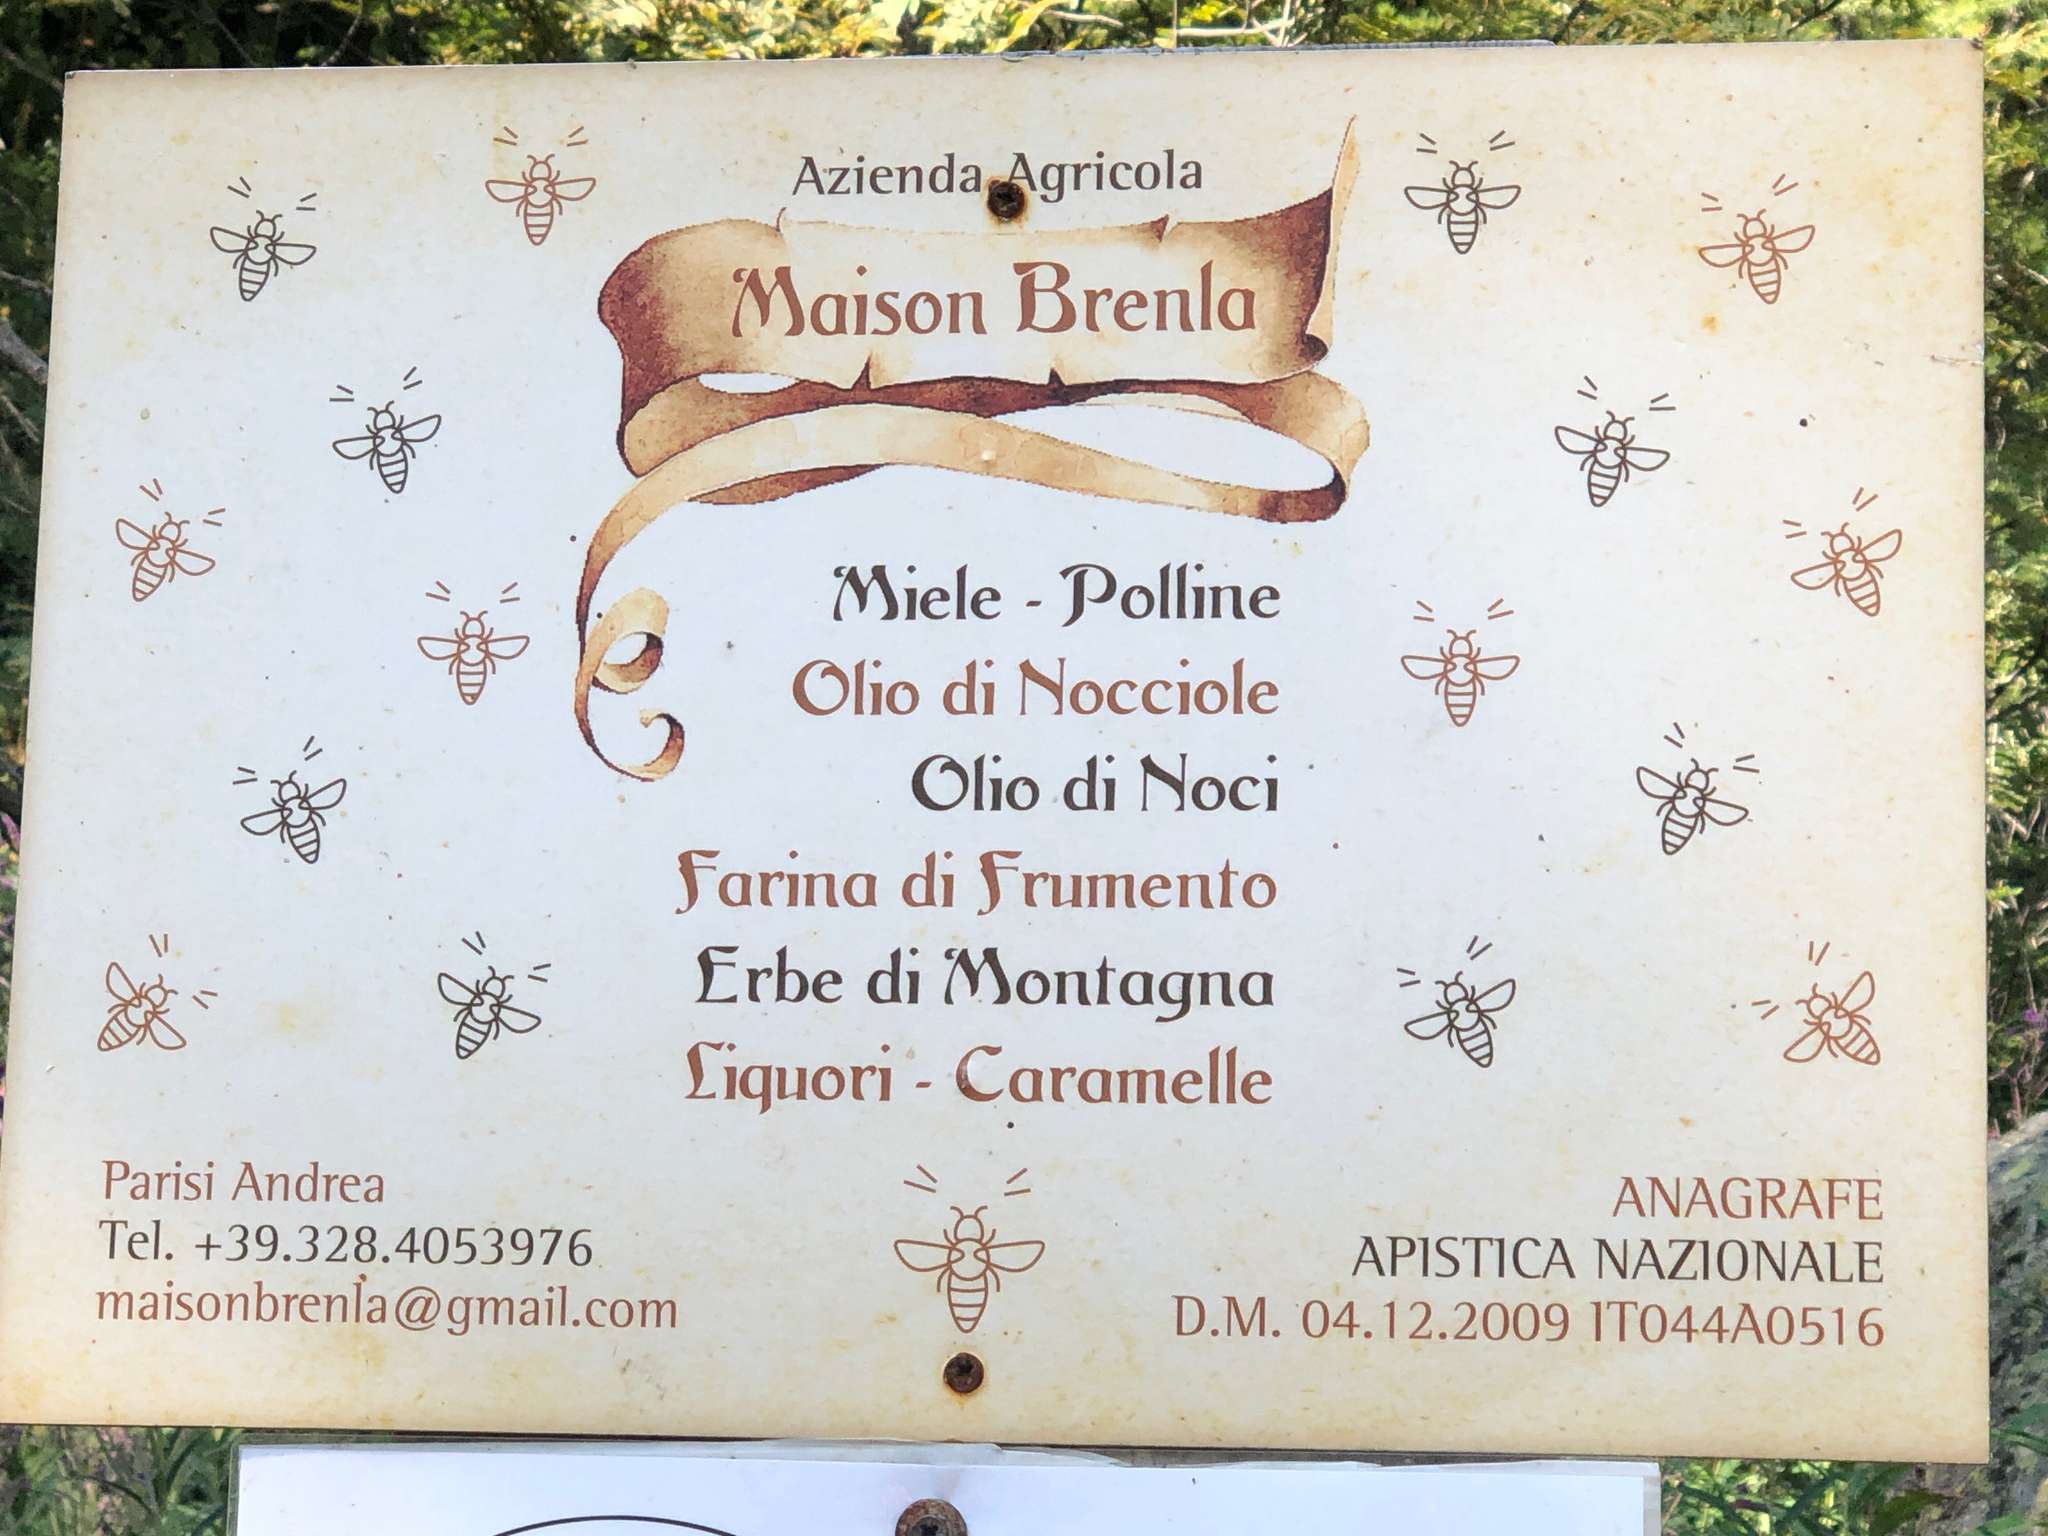 Azienda Agricola
Maison Brenla
Miele - Polline
Olio di Nocciole
Olio di Noci
Farina di Frumento
Erbe di Montagna
Liquori - Caramelle
Parisi Andrea
Tel. +39.328.4053976
maisonbrenla@gmail.com
ANAGRAFE
APISTICA NAZIONALE
D.M. 04.12.2009 IT044A0516